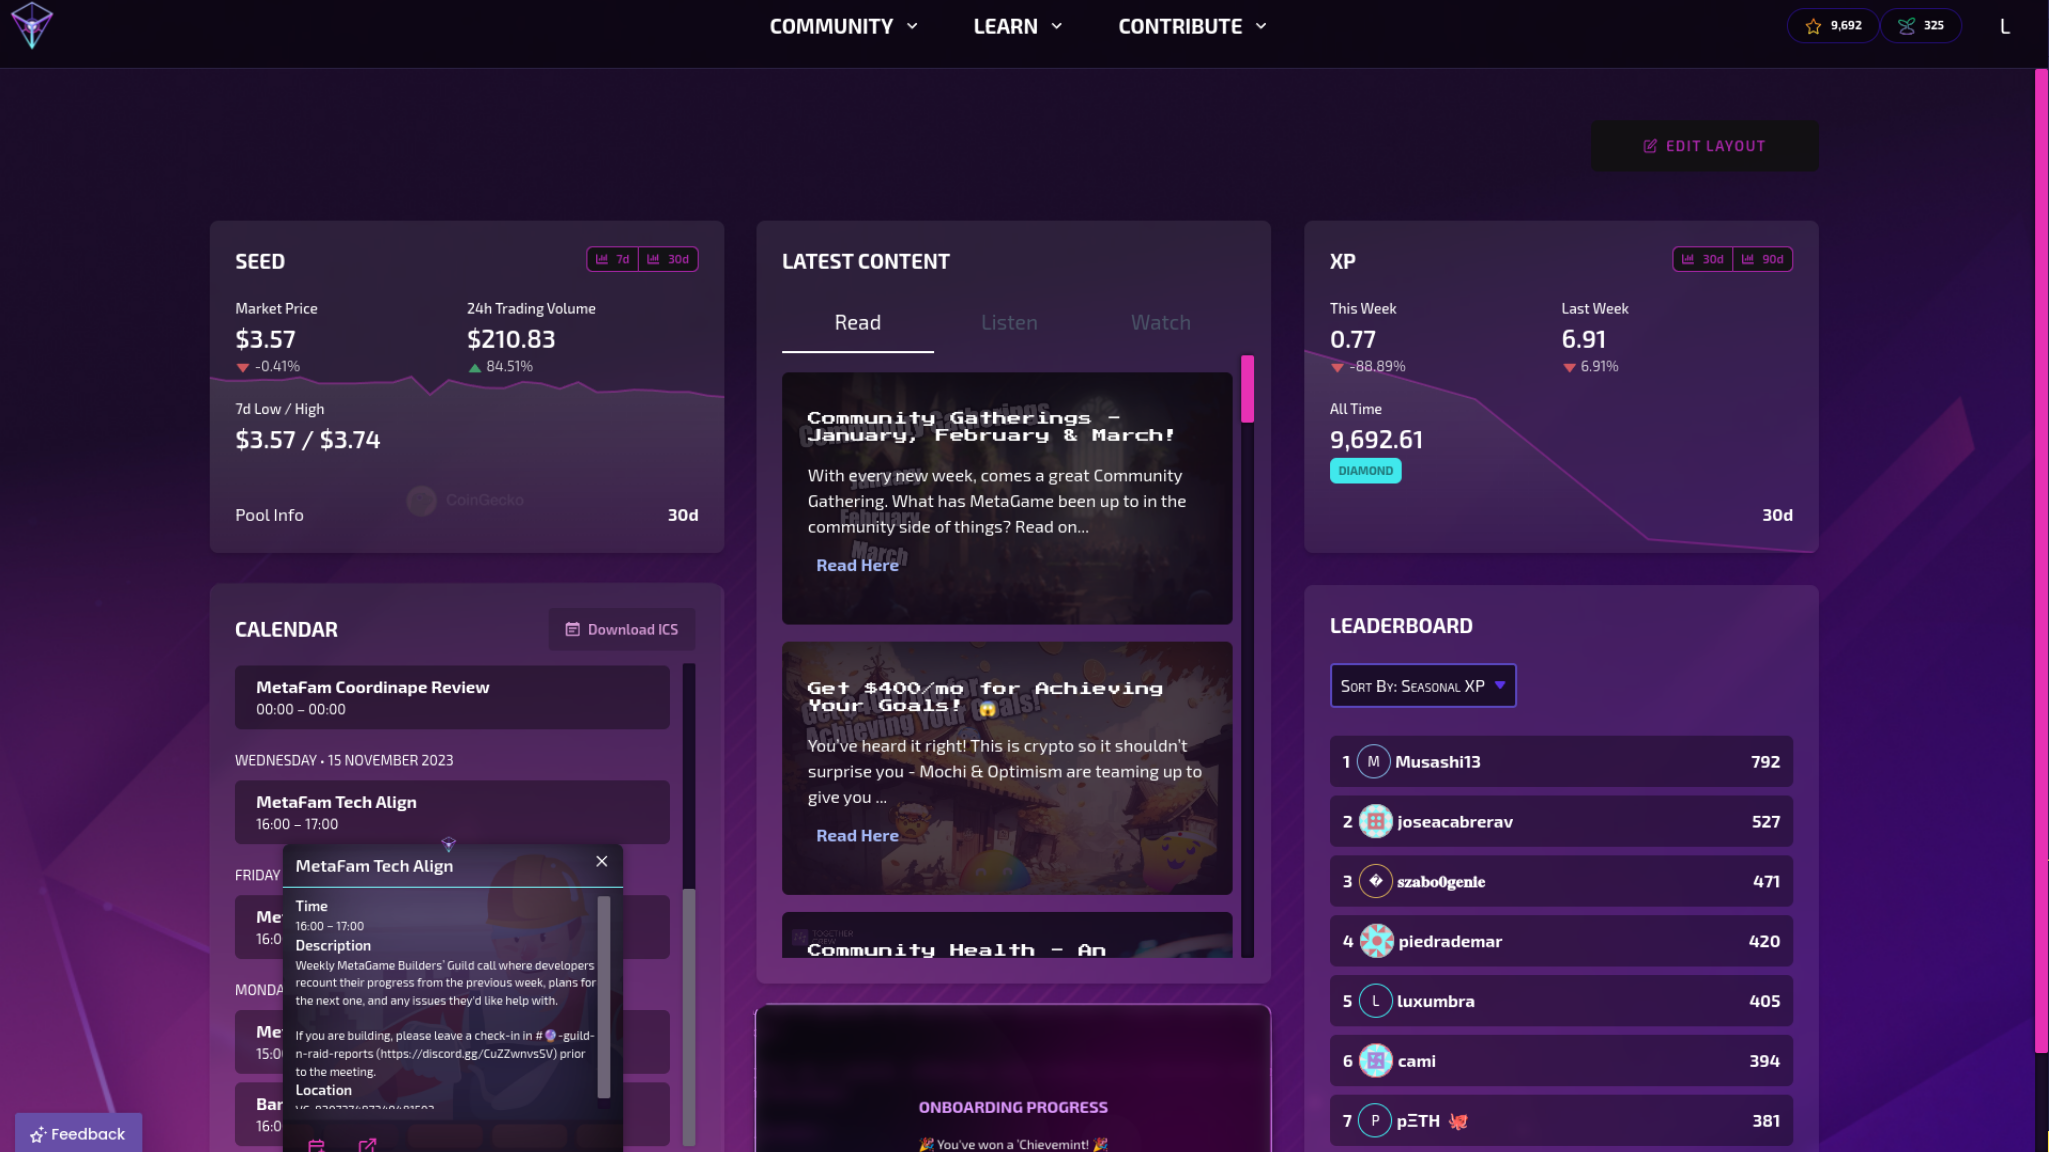 COMMUNITY
LEARN
CONTRIBUTE
9,692
325
L
EDIT LAYOUT
SEED
7d
30d
Market Price
24h Trading Volume
$3.57
$210.83
-0.41%
84.51%
7d Low / High
$3.57 / $3.74
CoinGecko
Pool Info
30d
CALENDAR
Download ICS
MetaFam Coordinape Review
00:00 – 00:00
WEDNESDAY • 15 NOVEMBER 2023
MetaFam Tech Align
16:00 – 17:00
FRIDAY
Me
16:0
MONDA
Me
15:0
Bar
16:0
MetaFam Tech Align
Time
16:00 – 17:00
Description
Weekly MetaGame Builders' Guild call where developers
recount their progress from the previous week, plans for
the next one, and any issues they'd like help with.
If you are building, please leave a check-in in #🔮-guild-
n-raid-reports (https://discord.gg/CuZZwnvsSV) prior
to the meeting.
Location
Feedback
LATEST CONTENT
Read
Listen
Watch
Community Gatherings –
January, February & March!
With every new week, comes a great Community
Gathering. What has MetaGame been up to in the
community side of things? Read on...
Read Here
Get $400/mo for Achieving
Your Goals! 😱
You've heard it right! This is crypto so it shouldn't
surprise you - Mochi & Optimism are teaming up to
give you ...
Read Here
TOGETHER
CREW
Community Health – An
ONBOARDING PROGRESS
🎉 You've won a 'Chievemint! 🎉
XP
30d
90d
This Week
Last Week
0.77
6.91
-88.89%
6.91%
All Time
9,692.61
DIAMOND
30d
LEADERBOARD
SORT BY: SEASONAL XP
1 M Musashi13 792
2 joseacabrerav 527
3 � szabo0genie 471
4 piedrademar 420
5 L luxumbra 405
6 cami 394
7 P pΞTH 🐙 381